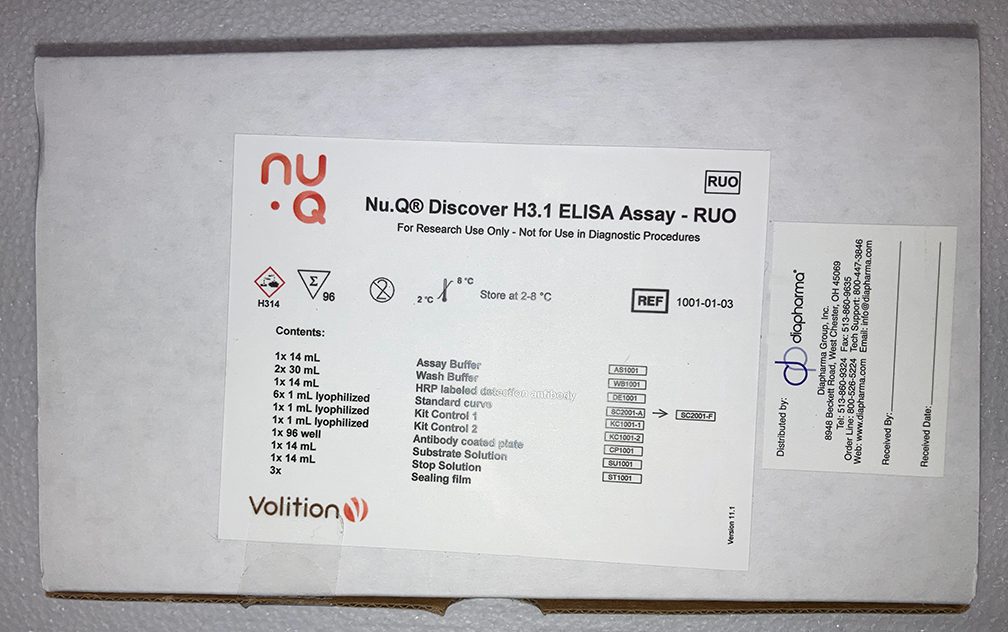 nu
.Q
RUO
Nu.Q® Discover H3.1 ELISA Assay - RUO
For Research Use Only - Not for Use in Diagnostic Procedures
H314
Σ
96
2
2 °C
8 °C
Store at 2-8 °C
REF
1001-01-03
Contents:
1x 14 mL Assay Buffer AS1001
2x 30 mL Wash Buffer WB1001
1x 14 mL HRP labeled detection antibody DE1001
6x 1 mL lyophilized Standard curve SC2001-A → SC2001-F
1x 1 mL lyophilized Kit Control 1 KC1001-1
1x 1 mL lyophilized Kit Control 2 KC1001-2
1x 96 well Antibody coated plate CP1001
1x 14 mL Substrate Solution SU1001
1x 14 mL Stop Solution ST1001
3x Sealing film
Volition
Version 11.1
Distributed by:
diapharma®
Diapharma Group, Inc.
8948 Beckett Road, West Chester, OH 45069
Tel: 513-860-9324 Fax: 513-860-9635
Order Line: 800-526-5224 Tech Support: 800-447-3846
Web: www.diapharma.com Email: info@diapharma.com
Received By:
Received Date: